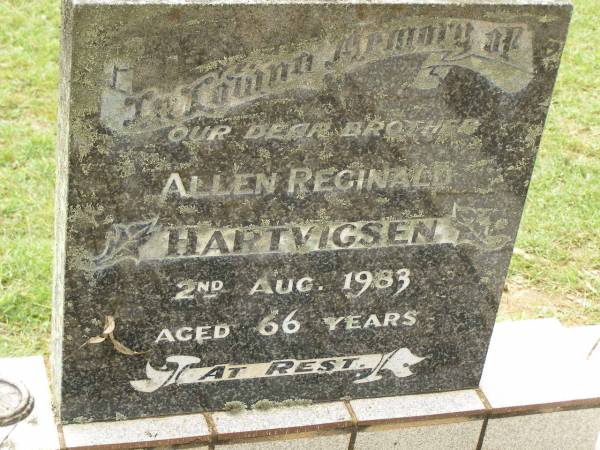 In Loving Memory of
OUR DEAR BROTHER
ALLEN REGINALD
HARTVIGSEN
2ND AUG. 1983
AGED 66 YEARS
AT REST.